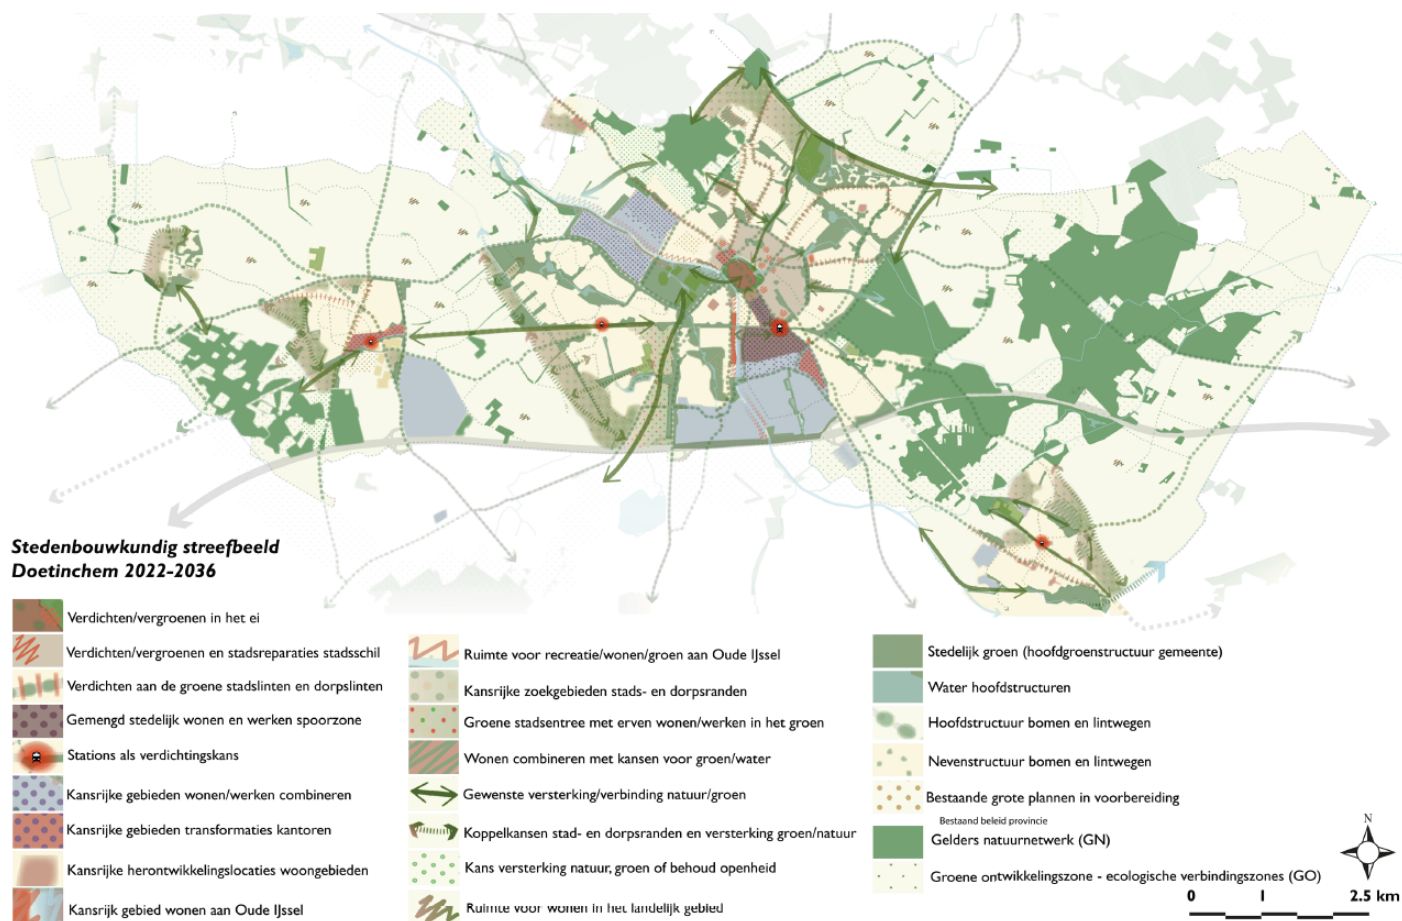 Stedenbouwkundig streefbeeld
Doetinchem 2022-2036
Verdichten/vergroenen in het ei
Verdichten/vergroenen en stadsreparaties stadsschil
Verdichten aan de groene stadslinten en dorpslinten
Gemengd stedelijk wonen en werken spoorzone
Stations als verdichtingskans
Kansrijke gebieden wonen/werken combineren
Kansrijke gebieden transformaties kantoren
Kansrijke herontwikkelingslocaties woongebieden
Kansrijk gebied wonen aan Oude IJssel
Ruimte voor recreatie/wonen/groen aan Oude IJssel
Kansrijke zoekgebieden stads- en dorpsranden
Groene stadsentree met erven wonen/werken in het groen
Wonen combineren met kansen voor groen/water
Gewenste versterking/verbinding natuur/groen
Koppelkansen stad- en dorpsranden en versterking groen/natuur
Kans versterking natuur, groen of behoud openheid
Ruimte voor wonen in het landelijk gebied
Stedelijk groen (hoofdgroenstructuur gemeente)
Water hoofdstructuren
Hoofdstructuur bomen en lintwegen
Nevenstructuur bomen en lintwegen
Bestaande grote plannen in voorbereiding
Bestaand beleid provincie
Gelders natuurnetwerk (GN)
Groene ontwikkelingszone - ecologische verbindingszones (GO)
N
0 1 2.5 km